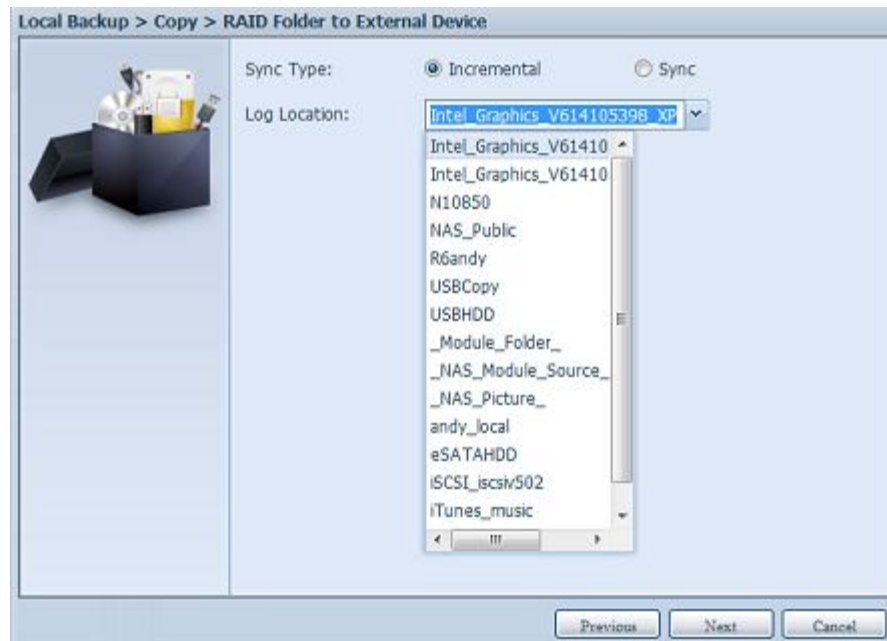 Local Backup > Copy > RAID Folder to External Device
Sync Type: Incremental Sync
Log Location: Intel_Graphics_V614105398_XP
Intel_Graphics_V61410
Intel_Graphics_V61410
N10850
NAS_Public
R6andy
USBCopy
USBHDD
_Module_Folder_
_NAS_Module_Source_
_NAS_Picture_
andy_local
eSATAHDD
iSCSI_iscsiv502
iTunes_music
Previous Next Cancel